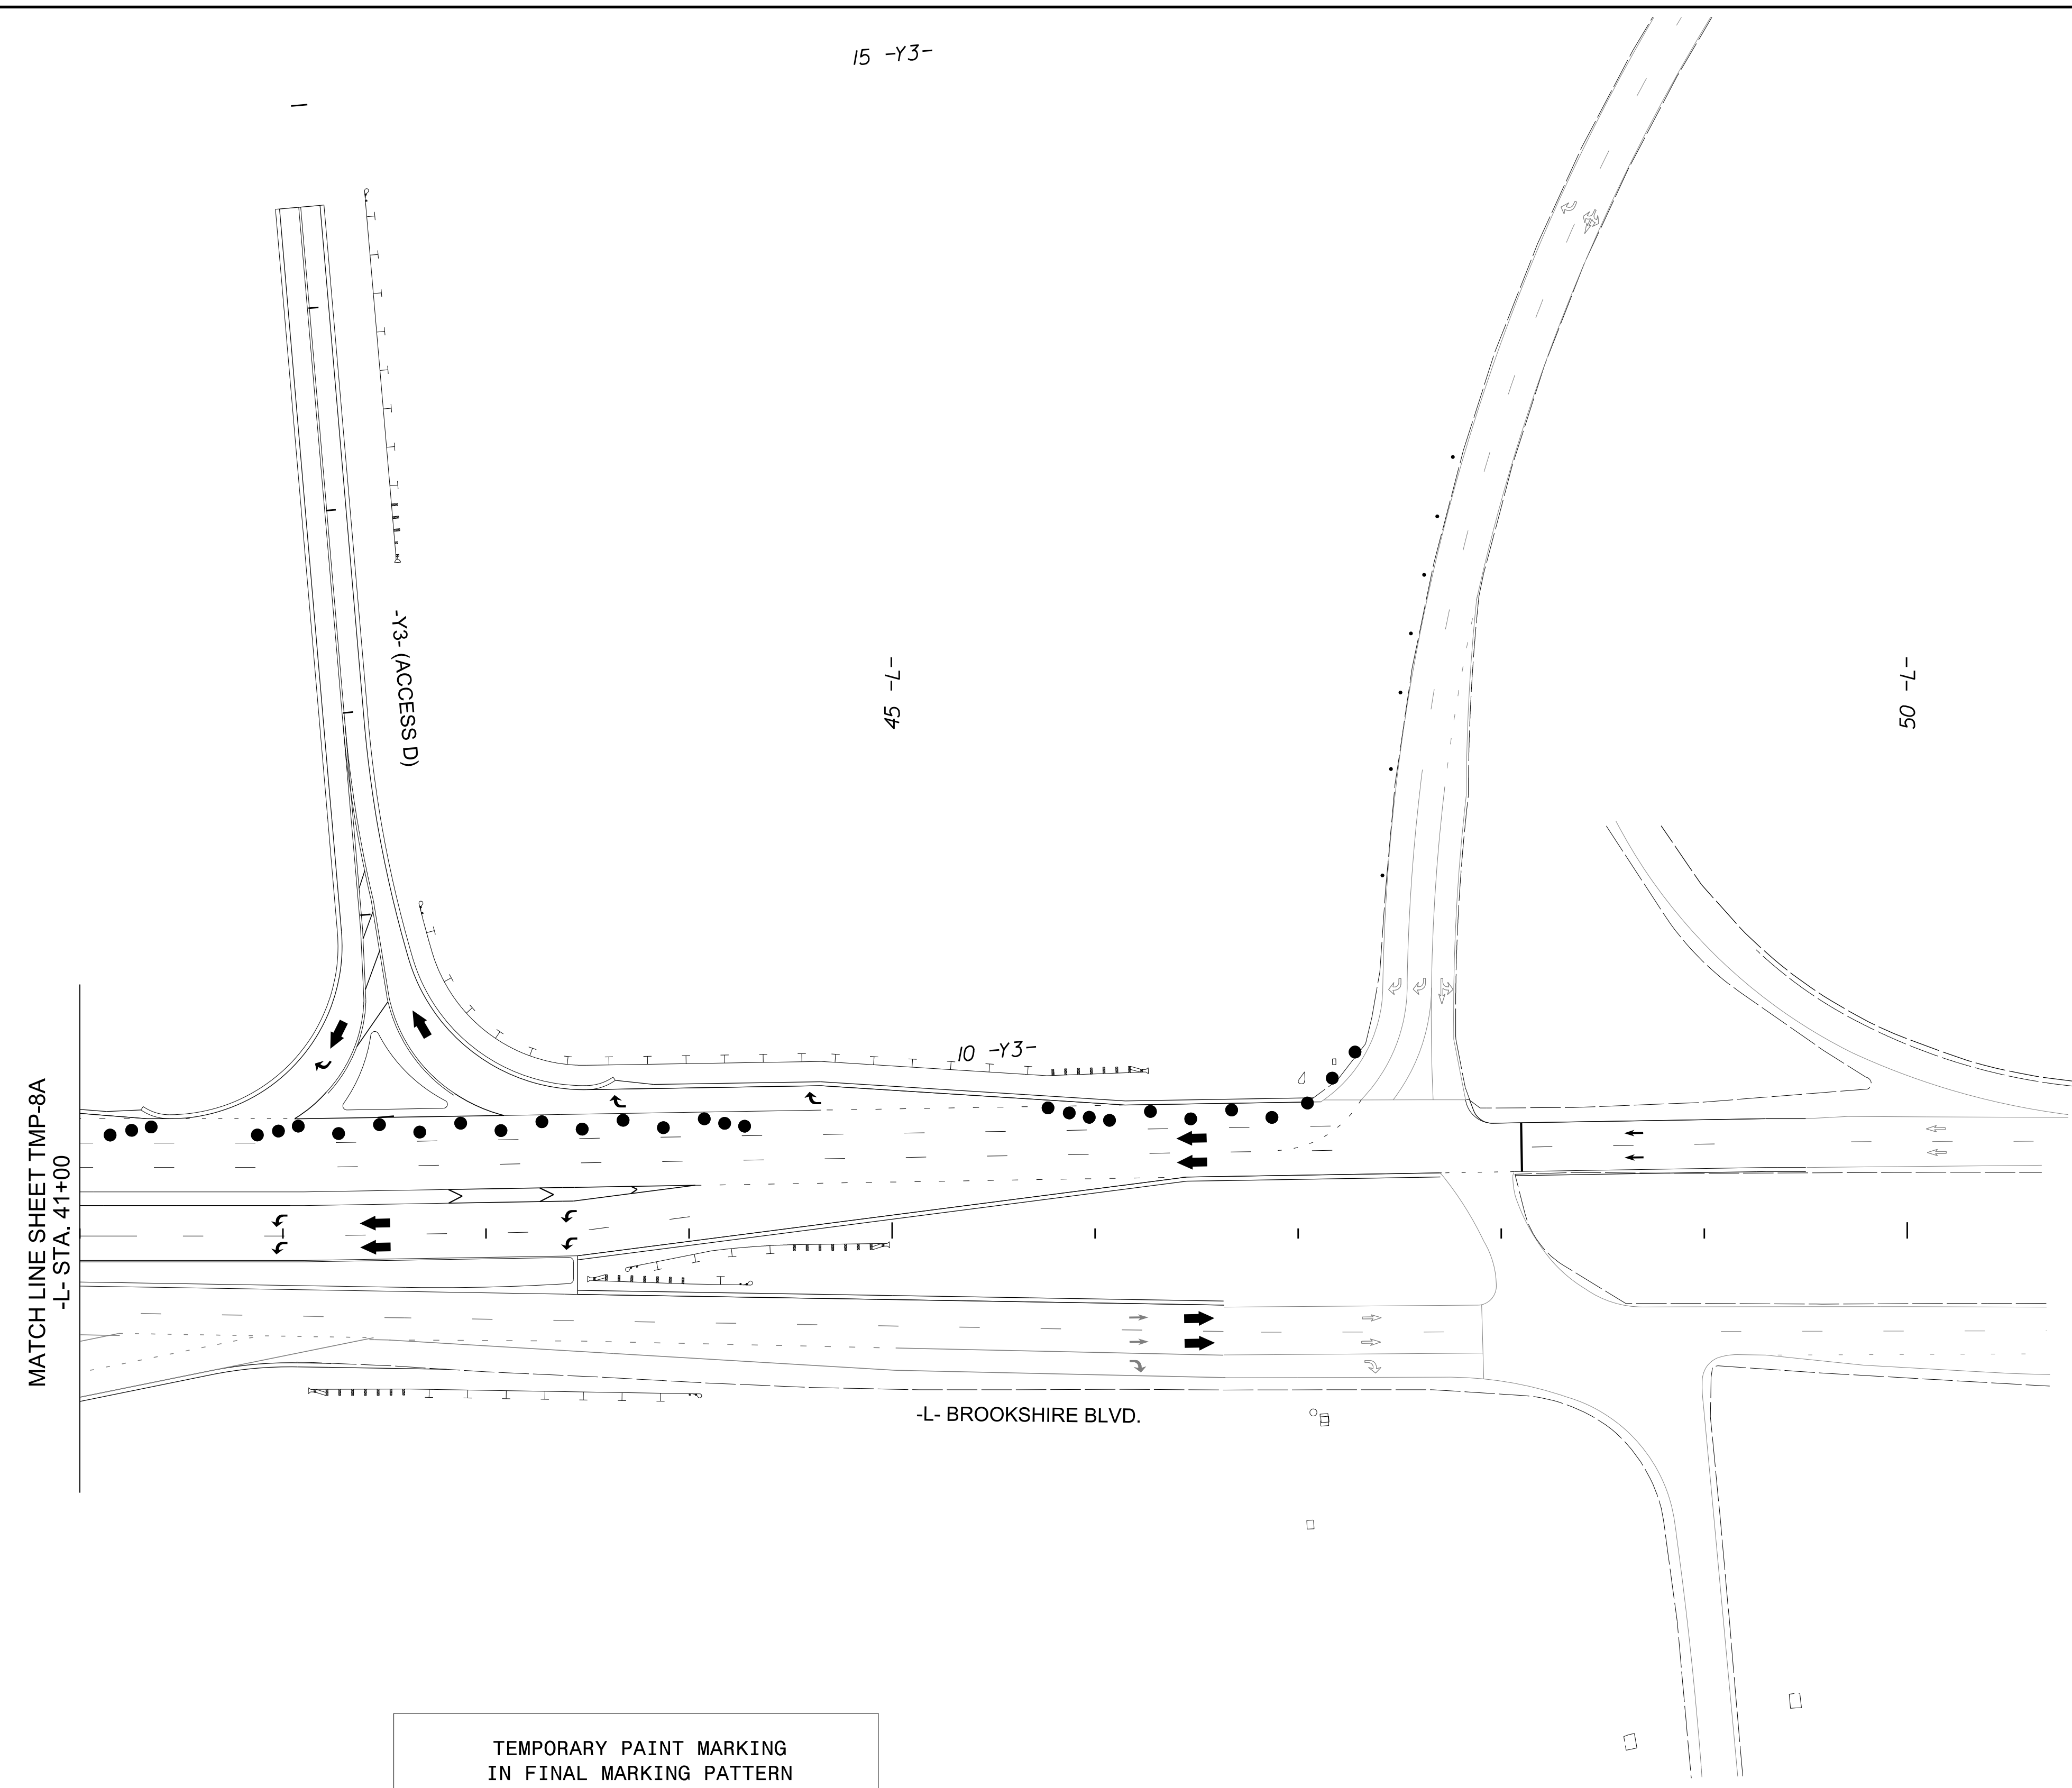 15 -Y3-
-Y3- (ACCESS D)
45 -L-
50 -L-
10 -Y3-
MATCH LINE SHEET TMP-8A
-L- STA. 41+00
-L- BROOKSHIRE BLVD.
TEMPORARY PAINT MARKING
IN FINAL MARKING PATTERN